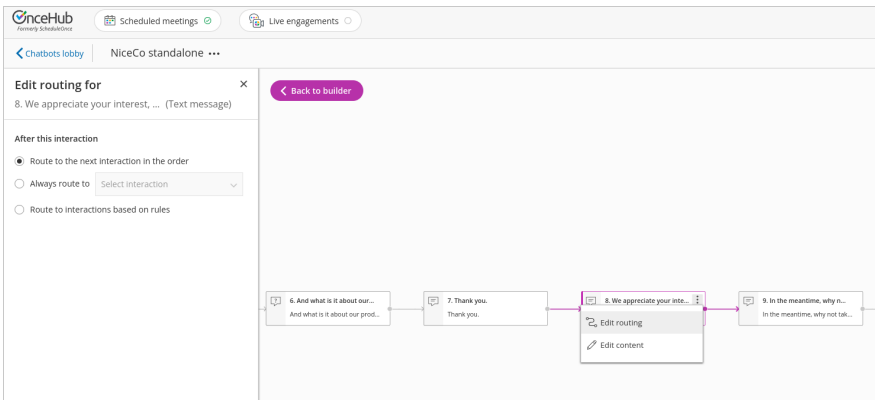 OnceHub
Formerly ScheduleOnce
Scheduled meetings
Live engagements
Chatbots lobby
NiceCo standalone
Edit routing for
8. We appreciate your interest, ... (Text message)
After this interaction
Route to the next interaction in the order
Always route to Select interaction
Route to interactions based on rules
Back to builder
6. And what is it about our...
And what is it about our prod...
7. Thank you.
Thank you.
8. We appreciate your inte...
Edit routing
Edit content
9. In the meantime, why n...
In the meantime, why not tak...